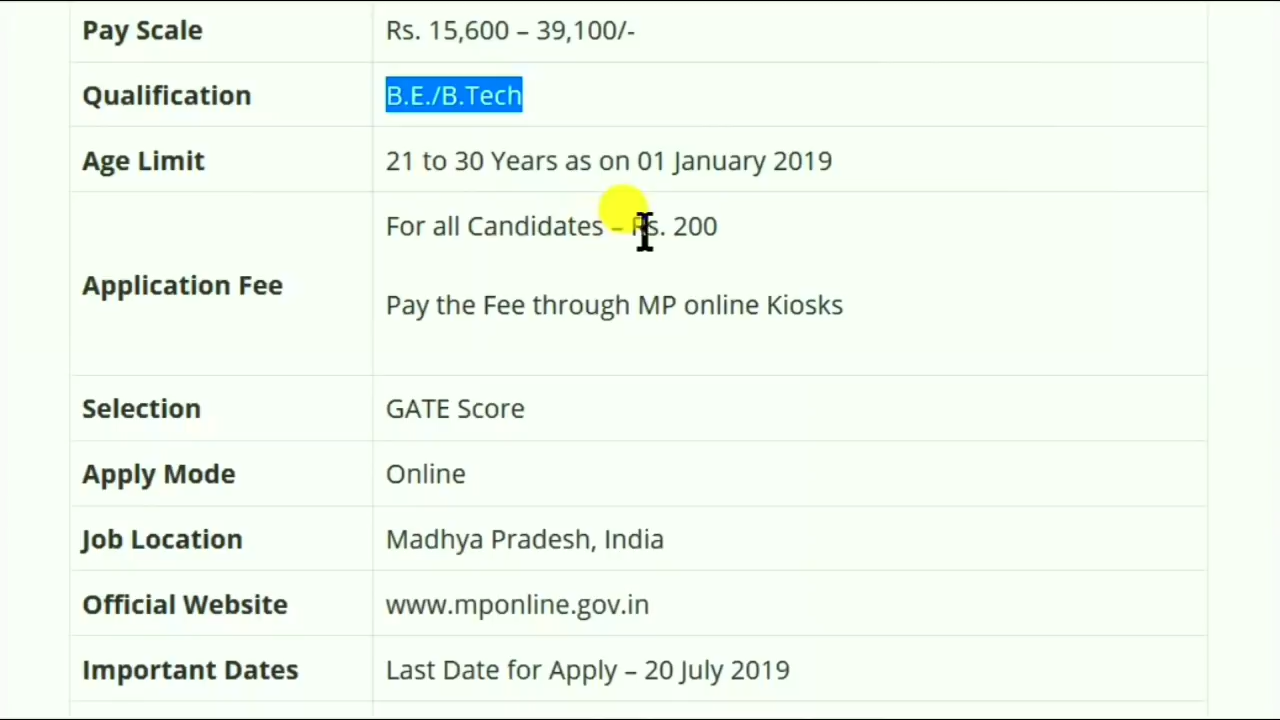 Pay Scale Rs. 15,600 – 39,100/-
Qualification B.E./B.Tech
Age Limit 21 to 30 Years as on 01 January 2019
For all Candidates – Rs. 200
Application Fee
Pay the Fee through MP online Kiosks
Selection GATE Score
Apply Mode Online
Job Location Madhya Pradesh, India
Official Website www.mponline.gov.in
Important Dates Last Date for Apply – 20 July 2019